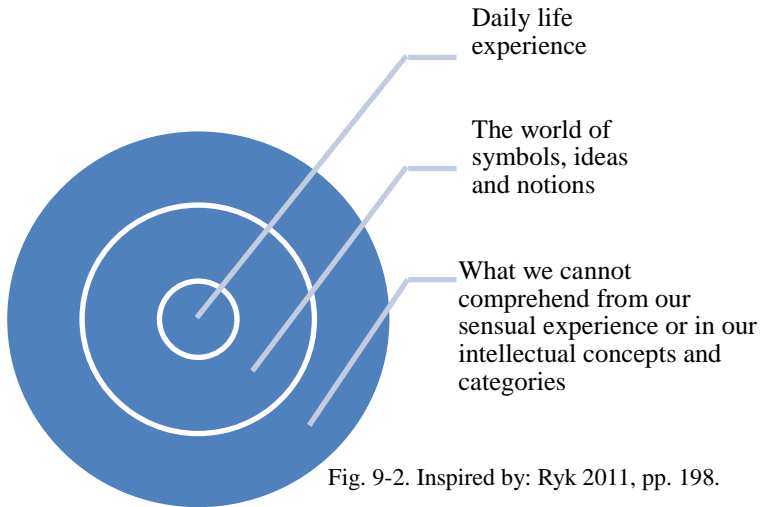 Daily life
experience
The world of
symbols, ideas
and notions
What we cannot
comprehend from our
sensual experience or in our
intellectual concepts and
categories
Fig. 9-2. Inspired by: Ryk 2011, pp. 198.